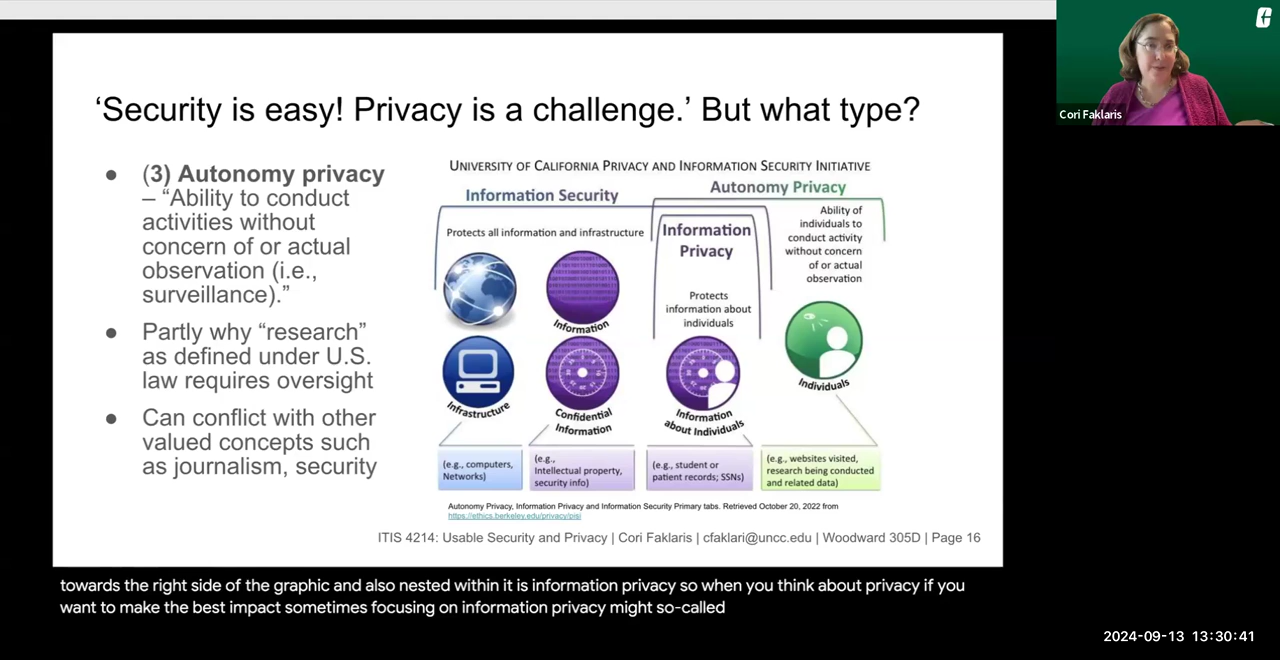 ‘Security is easy! Privacy is a challenge.’ But what type?
● (3) Autonomy privacy
– “Ability to conduct
activities without
concern of or actual
observation (i.e.,
surveillance).”
● Partly why “research”
as defined under U.S.
law requires oversight
● Can conflict with other
valued concepts such
as journalism, security
UNIVERSITY OF CALIFORNIA PRIVACY AND INFORMATION SECURITY INITIATIVE
Information Security
Autonomy Privacy
Protects all information and infrastructure
Information
Infrastructure
Confidential
Information
Information
Privacy
Protects
information about
individuals
Information
about Individuals
Ability of
individuals to
conduct activity
without concern
of or actual
observation
Individuals
(e.g., computers,
Networks)
(e.g.,
Intellectual property,
security info)
(e.g., student or
patient records; SSNs)
(e.g., websites visited,
research being conducted
and related data)
Autonomy Privacy, Information Privacy and Information Security Primary tabs. Retrieved October 20, 2022 from
https://ethics.berkeley.edu/privacy/pisi
ITIS 4214: Usable Security and Privacy | Cori Faklaris | cfaklari@uncc.edu | Woodward 305D | Page 16
Cori Faklaris
towards the right side of the graphic and also nested within it is information privacy so when you think about privacy if you
want to make the best impact sometimes focusing on information privacy might so-called
2024-09-13 13:30:41